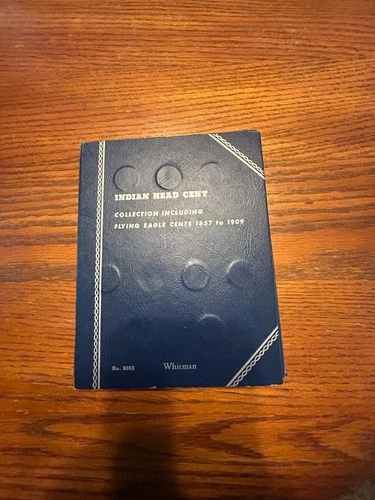 INDIAN HEAD CENT
COLLECTION INCLUDING
FLYING EAGLE CENTS 1857 to 1909
No. 9003 Whitman